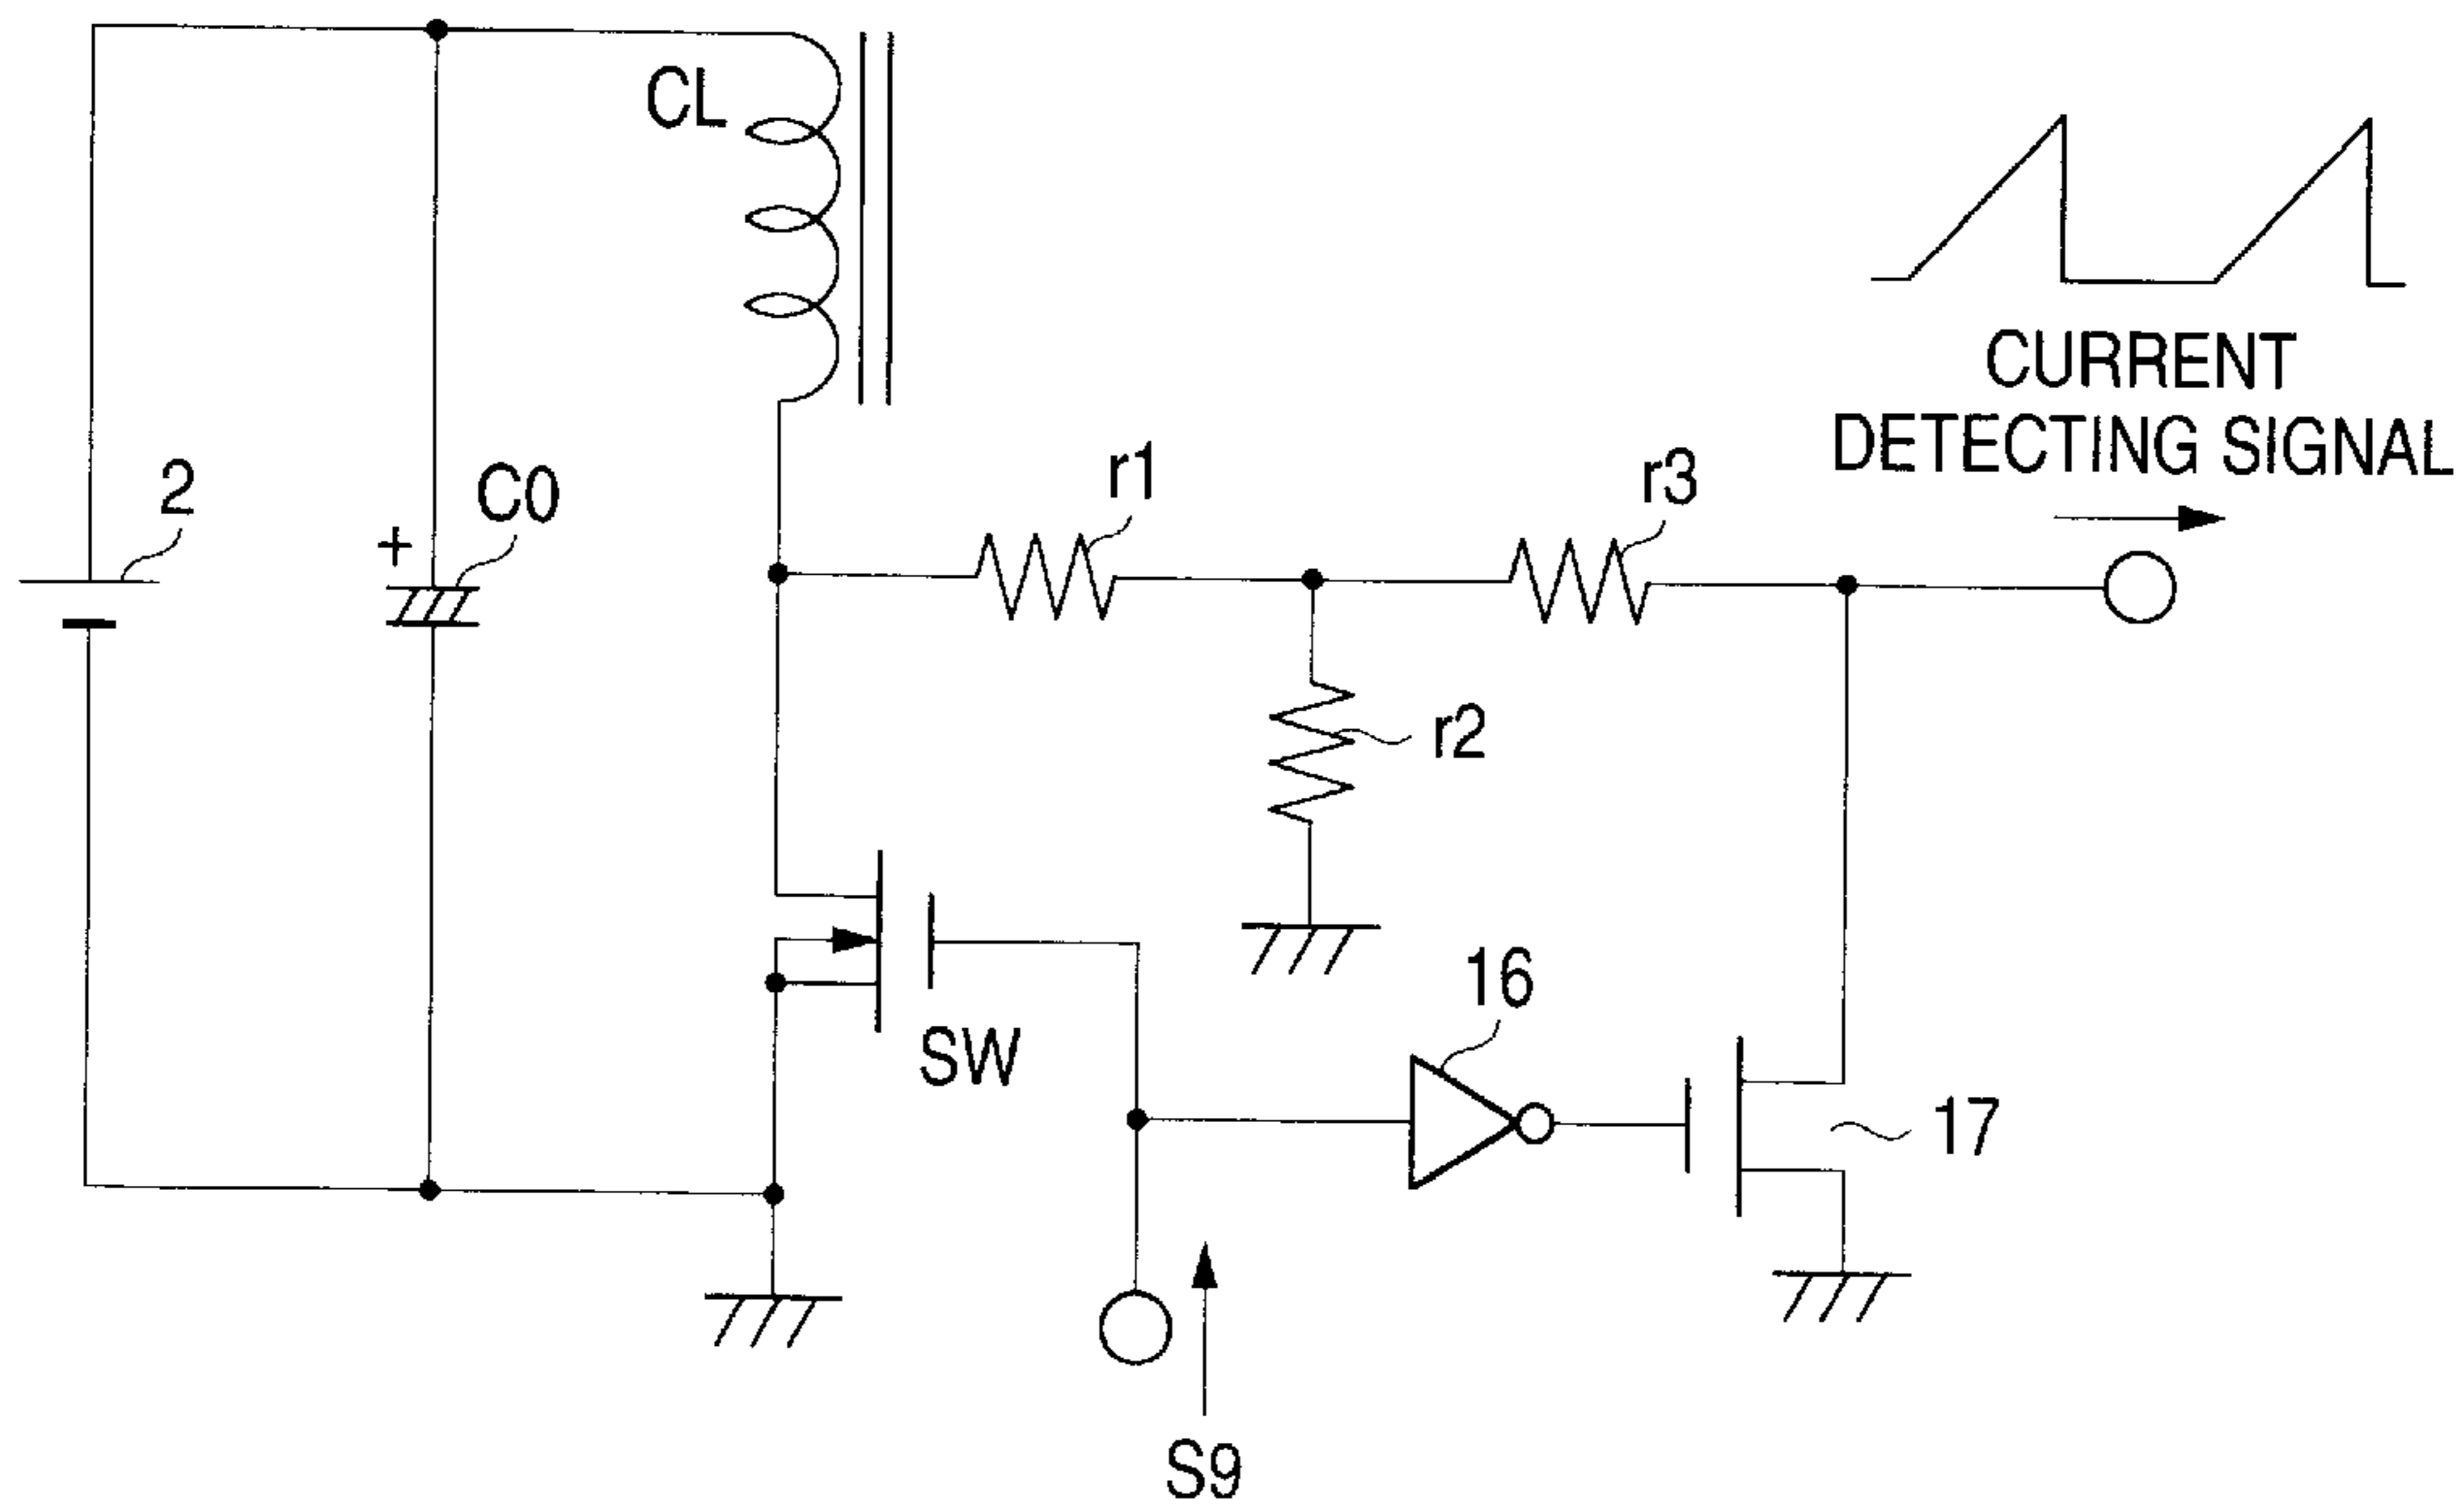 CL
CURRENT
DETECTING SIGNAL
2
+
C0
r1
r3
r2
16
SW
17
S9